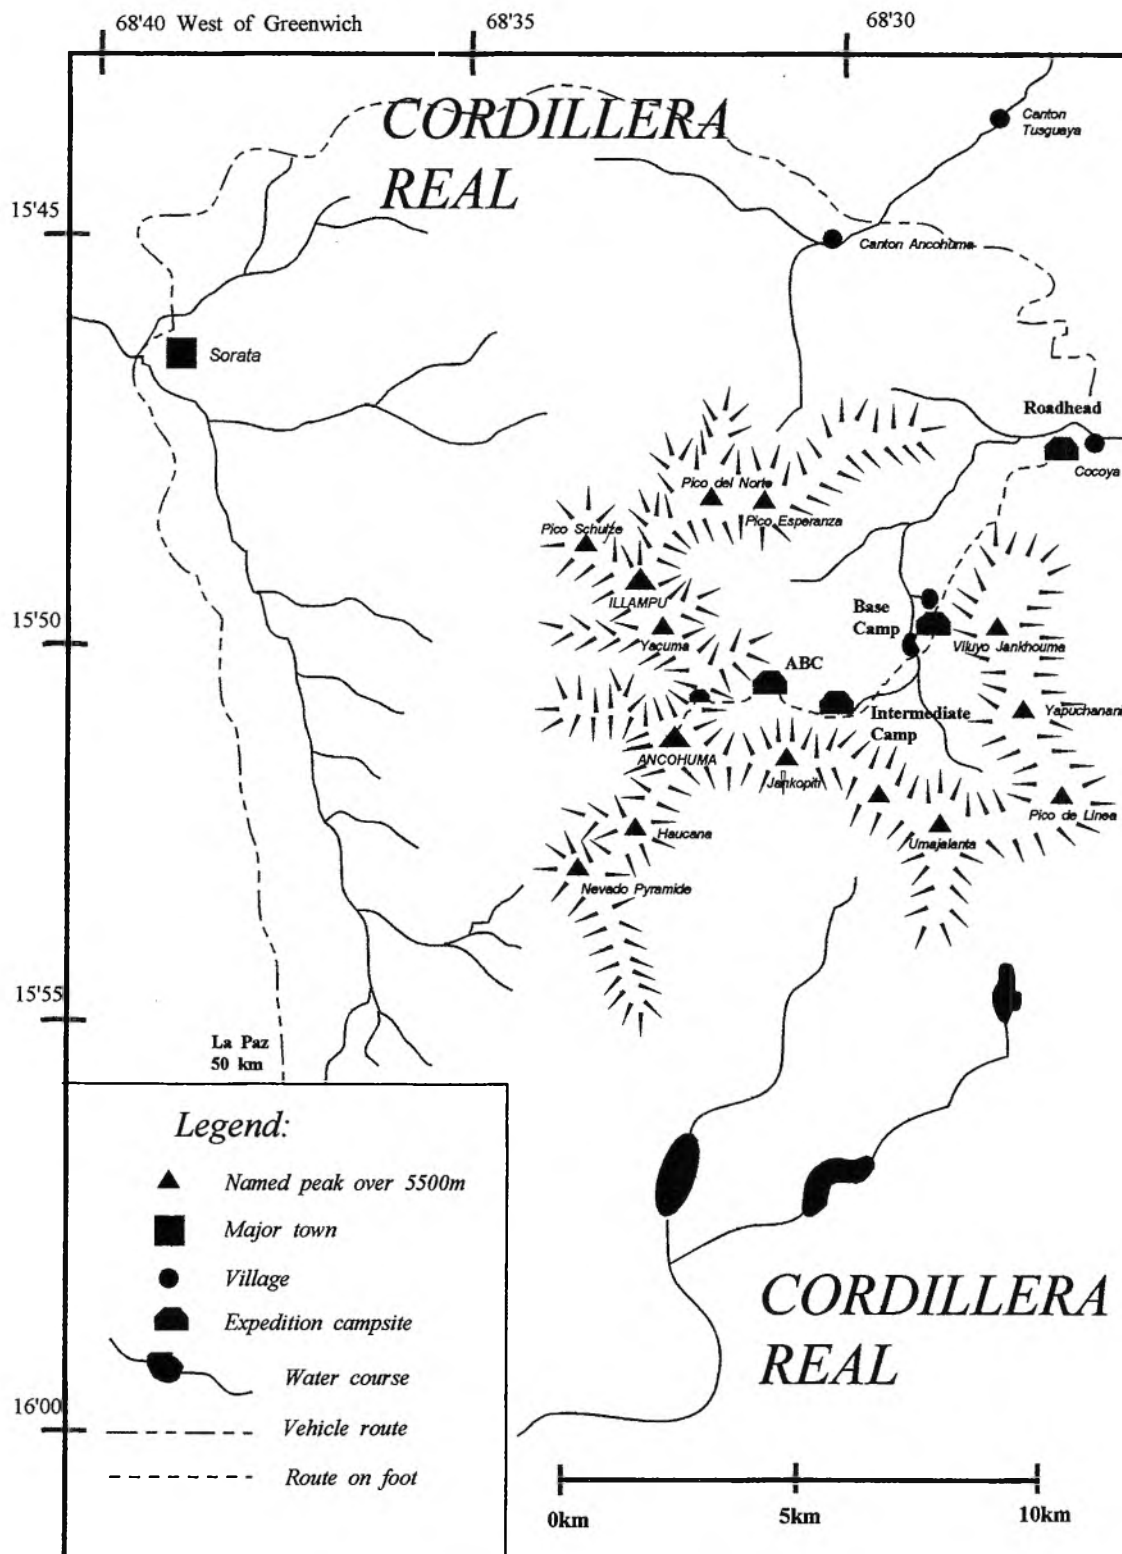 68'40 West of Greenwich
68'35
68'30
CORDILLERA
REAL
Canton
Tusguaya
15'45
Canton Ancohuma
Sorata
Roadhead
Cocoya
Pico del Norte
Pico Esperanza
Pico Schulze
ILLAMPU
15'50
Base
Camp
Yacuma
Viluyo Jankhouma
ABC
Intermediate
Camp
Yapuchanani
ANCOHUMA
Jankopiti
Haucana
Umajalanta
Pico de Linea
Nevado Pyramide
15'55
La Paz
50 km
Legend:
Named peak over 5500m
Major town
Village
Expedition campsite
Water course
Vehicle route
Route on foot
CORDILLERA
REAL
16'00
0km
5km
10km